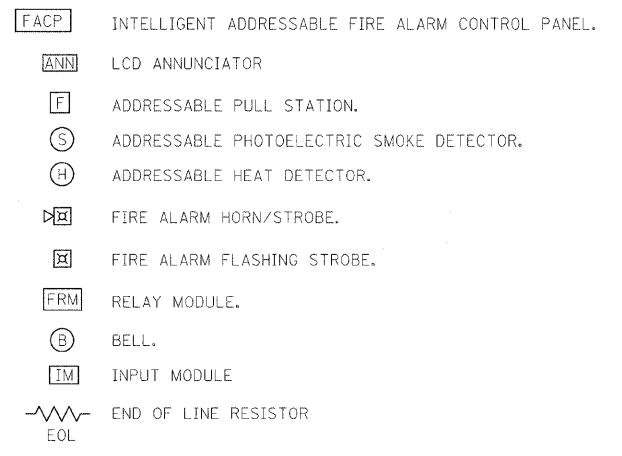 FACP INTELLIGENT ADDRESSABLE FIRE ALARM CONTROL PANEL.
ANN LCD ANNUNCIATOR
F ADDRESSABLE PULL STATION.
S ADDRESSABLE PHOTOELECTRIC SMOKE DETECTOR.
H ADDRESSABLE HEAT DETECTOR.
FIRE ALARM HORN/STROBE.
FIRE ALARM FLASHING STROBE.
FRM RELAY MODULE.
B BELL.
IM INPUT MODULE
END OF LINE RESISTOR
EOL